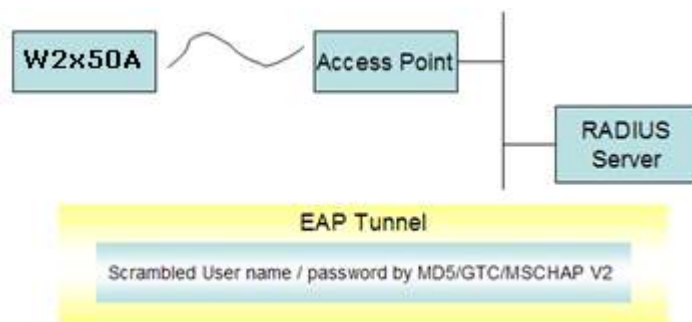 W2x50A
Access Point
RADIUS
Server
EAP Tunnel
Scrambled User name / password by MD5/GTC/MSCHAP V2